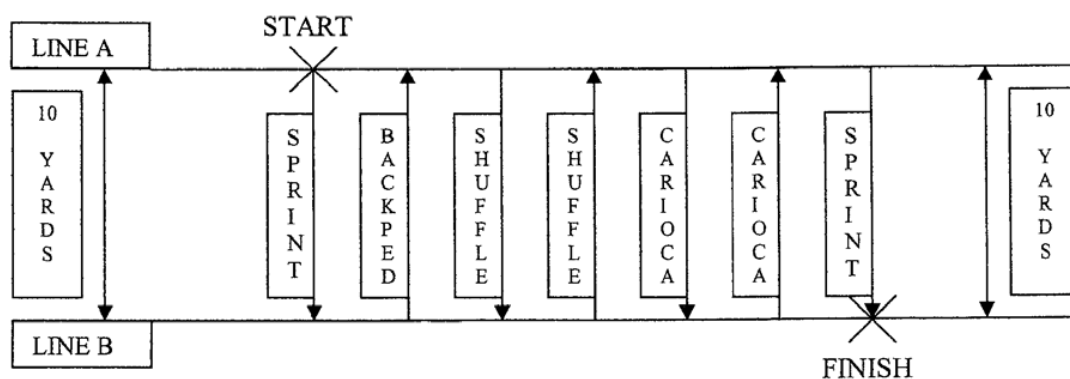 START
LINE A
10
YARDS
SPRINT
BACKPED
SHUFFLE
SHUFFLE
CARIOCA
CARIOCA
SPRINT
10
YARDS
LINE B
FINISH